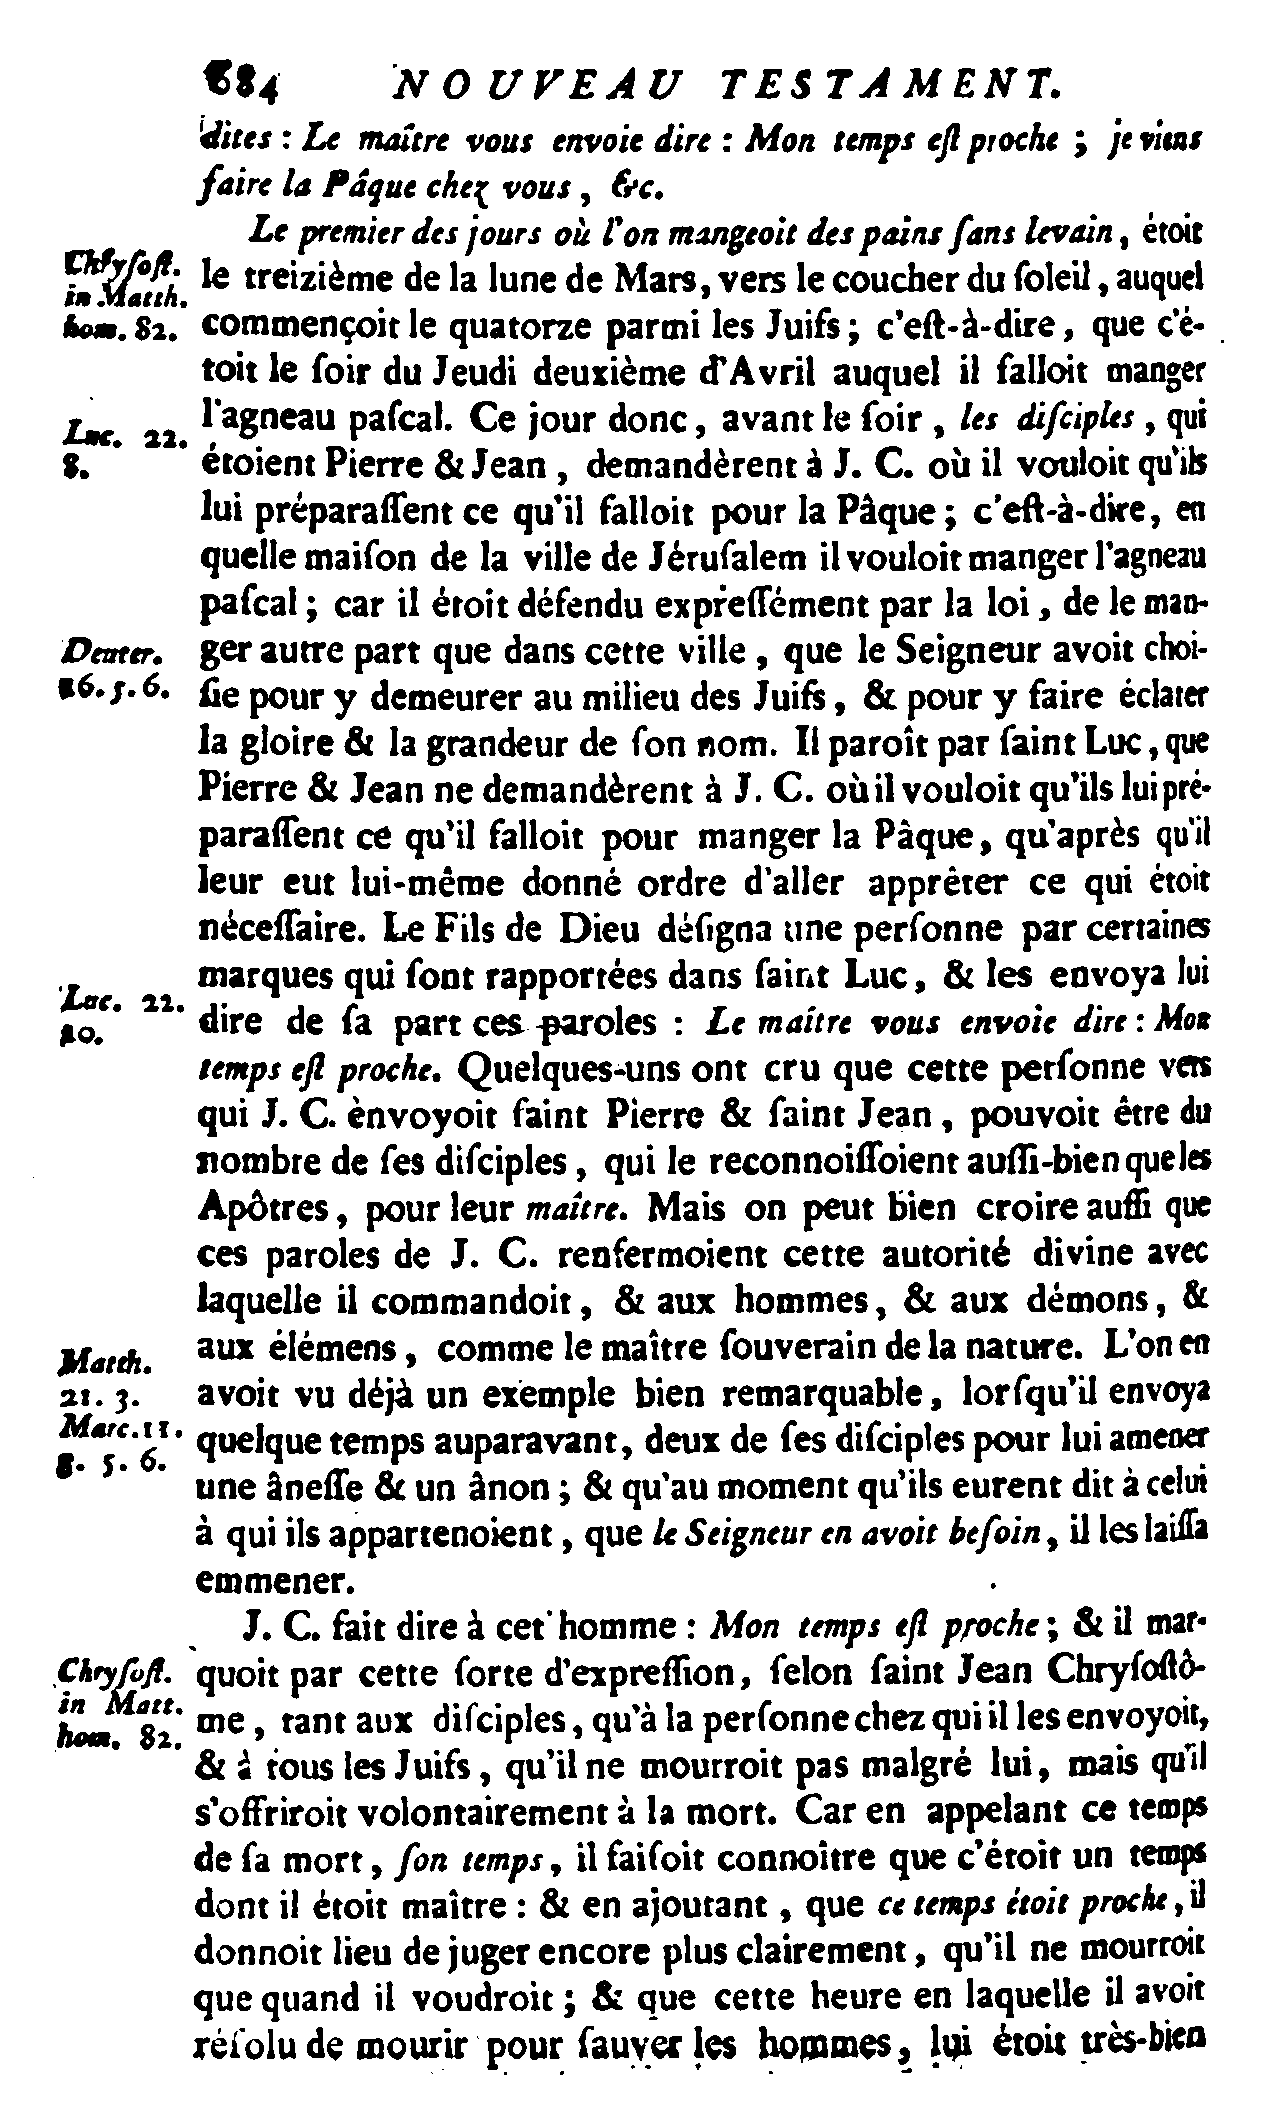 684 NOUVEAU TESTAMENT.
dites : Le maître vous envoie dire : Mon temps eſt proche ; je viens
faire la Pâque chez vous, &c.
Le premier des jours où l'on mangeoit des pains ſans levain, étoit
Chryſoſt.
in Matth.
hom. 82.
le treizième de la lune de Mars, vers le coucher du ſoleil, auquel
commençoit le quatorze parmi les Juifs ; c'eſt-à-dire, que c'é-
toit le ſoir du Jeudi deuxième d'Avril auquel il falloit manger
l'agneau paſcal. Ce jour donc, avant le ſoir, les diſciples, qui
Luc. 22.
8.
étoient Pierre & Jean, demandèrent à J. C. où il vouloit qu'ils
lui préparaſſent ce qu'il falloit pour la Pâque ; c'eſt-à-dire, en
quelle maiſon de la ville de Jéruſalem il vouloit manger l'agneau
paſcal ; car il étoit défendu expreſſément par la loi, de le man-
Deuter.
16. 5. 6.
ger autre part que dans cette ville, que le Seigneur avoit choi-
ſie pour y demeurer au milieu des Juifs, & pour y faire éclater
la gloire & la grandeur de ſon nom. Il paroît par ſaint Luc, que
Pierre & Jean ne demandèrent à J. C. où il vouloit qu'ils lui pré-
paraſſent ce qu'il falloit pour manger la Pâque, qu'après qu'il
leur eut lui-même donné ordre d'aller apprêter ce qui étoit
nécéſſaire. Le Fils de Dieu déſigna une perſonne par certaines
marques qui ſont rapportées dans ſaint Luc, & les envoya lui
Luc. 22.
10.
dire de ſa part ces paroles : Le maître vous envoie dire : Mon
temps eſt proche. Quelques-uns ont cru que cette perſonne vers
qui J. C. envoyoit ſaint Pierre & ſaint Jean, pouvoit être du
nombre de ſes diſciples, qui le reconnoiſſoient auſſi-bien que les
Apôtres, pour leur maître. Mais on peut bien croire auſſi que
ces paroles de J. C. renfermoient cette autorité divine avec
laquelle il commandoit, & aux hommes, & aux démons, &
aux élémens, comme le maître ſouverain de la nature. L'on en
Matth.
21. 3.
Marc. 11.
3. 5. 6.
avoit vu déjà un exemple bien remarquable, lorſqu'il envoya
quelque temps auparavant, deux de ſes diſciples pour lui amener
une âneſſe & un ânon ; & qu'au moment qu'ils eurent dit à celui
à qui ils appartenoient, que le Seigneur en avoit beſoin, il les laiſſa
emmener.
J. C. fait dire à cet homme : Mon temps eſt proche ; & il mar-
Chryſoſt.
in Matt.
hom. 82.
quoit par cette ſorte d'expreſſion, ſelon ſaint Jean Chryſoſtô-
me, tant aux diſciples, qu'à la perſonne chez qui il les envoyoit,
& à tous les Juifs, qu'il ne mourroit pas malgré lui, mais qu'il
s'offriroit volontairement à la mort. Car en appelant ce temps
de ſa mort, ſon temps, il faiſoit connoître que c'étoit un temps
dont il étoit maître : & en ajoutant, que ce temps étoit proche, il
donnoit lieu de juger encore plus clairement, qu'il ne mourroit
que quand il voudroit ; & que cette heure en laquelle il avoit
réſolu de mourir pour ſauver les hommes, lui étoit très-bien